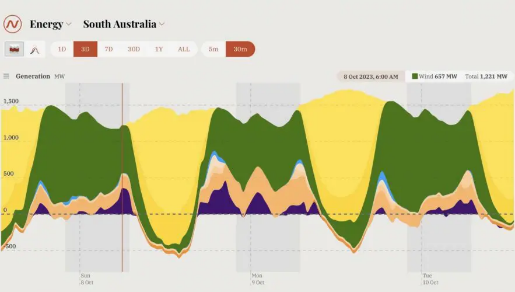 Energy South Australia
1D 3D 7D 30D 1Y ALL 5m 30m
Generation MW
8 Oct 2023, 6:00 AM Wind 657 MW Total 1,221 MW
1,500
1,000
500
0
-500
Sun Mon Tue
8 Oct 9 Oct 10 Oct